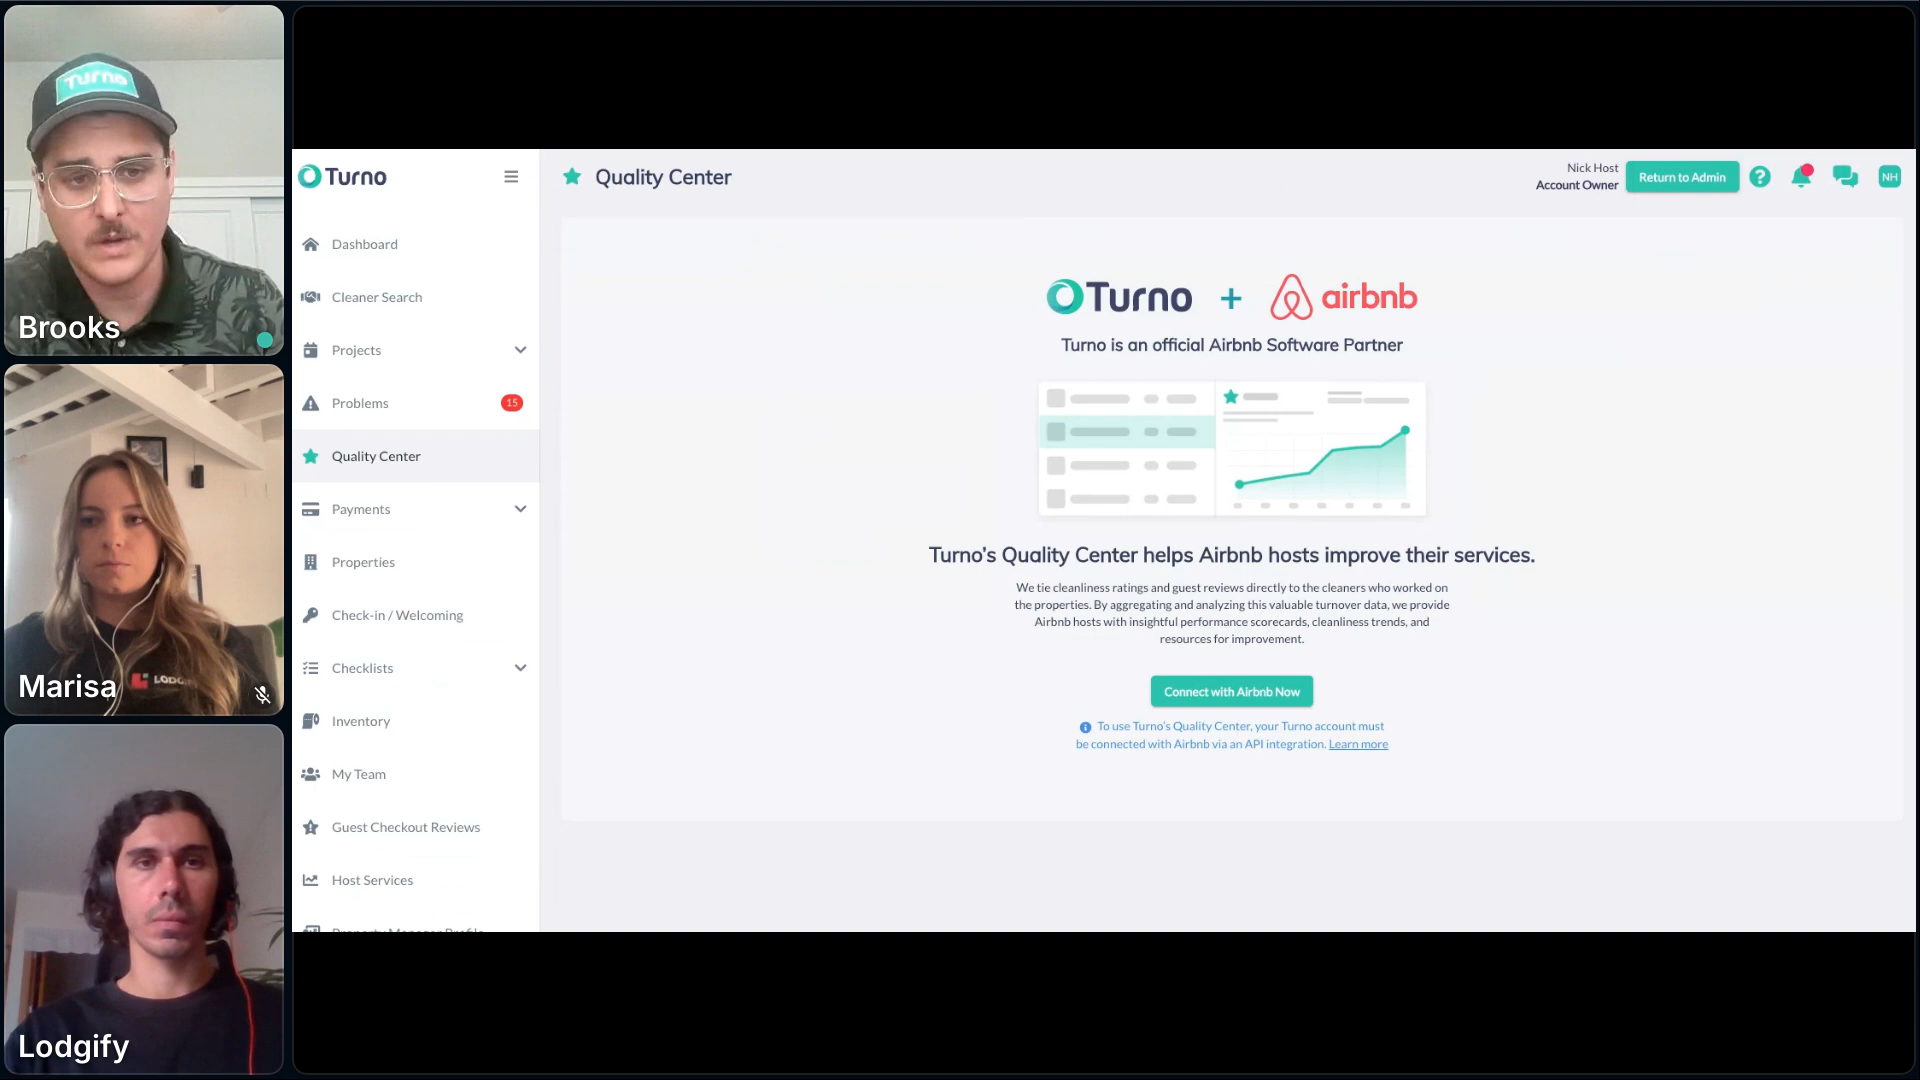 Turno
Brooks
Marisa
LODG
Lodgify
Turno
Dashboard
Cleaner Search
Projects
Problems
15
Quality Center
Payments
Properties
Check-in / Welcoming
Checklists
Inventory
My Team
Guest Checkout Reviews
Host Services
Property Manager Profile
Quality Center
Nick Host
Account Owner
Return to Admin
?
NH
Turno + airbnb
Turno is an official Airbnb Software Partner
Turno's Quality Center helps Airbnb hosts improve their services.
We tie cleanliness ratings and guest reviews directly to the cleaners who worked on
the properties. By aggregating and analyzing this valuable turnover data, we provide
Airbnb hosts with insightful performance scorecards, cleanliness trends, and
resources for improvement.
Connect with Airbnb Now
To use Turno's Quality Center, your Turno account must
be connected with Airbnb via an API integration. Learn more